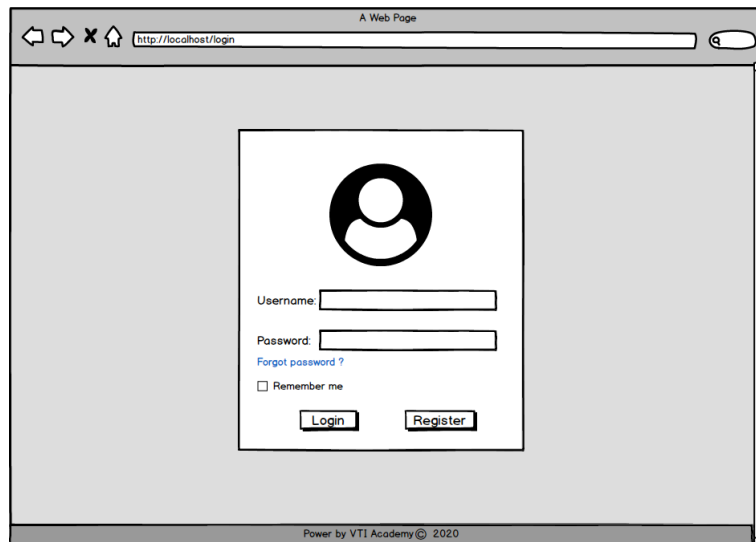 A Web Page
http://localhost/login
Username:
Password:
Forgot password ?
Remember me
Login
Register
Power by VTI Academy© 2020